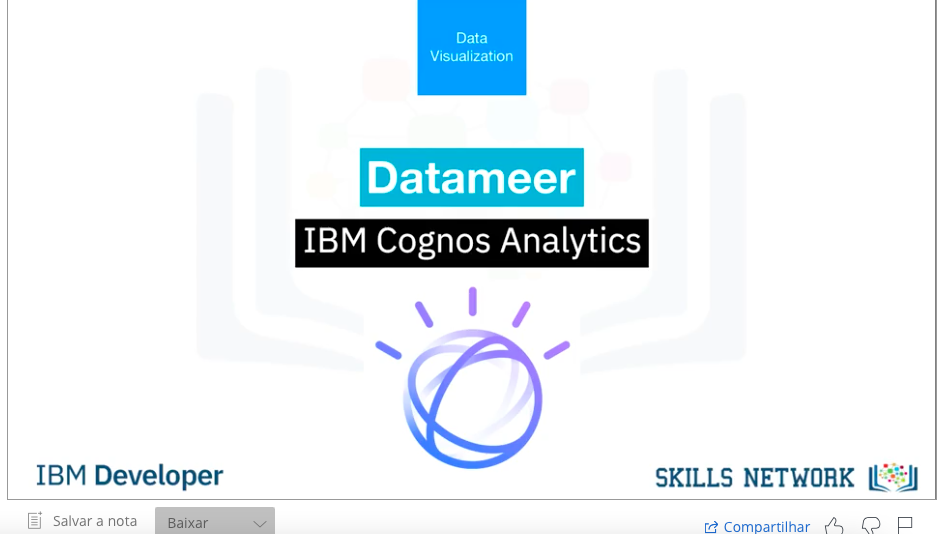 Data
Visualization
Datameer
IBM Cognos Analytics
IBM Developer
SKILLS NETWORK
Salvar a nota
Baixar
Compartilhar